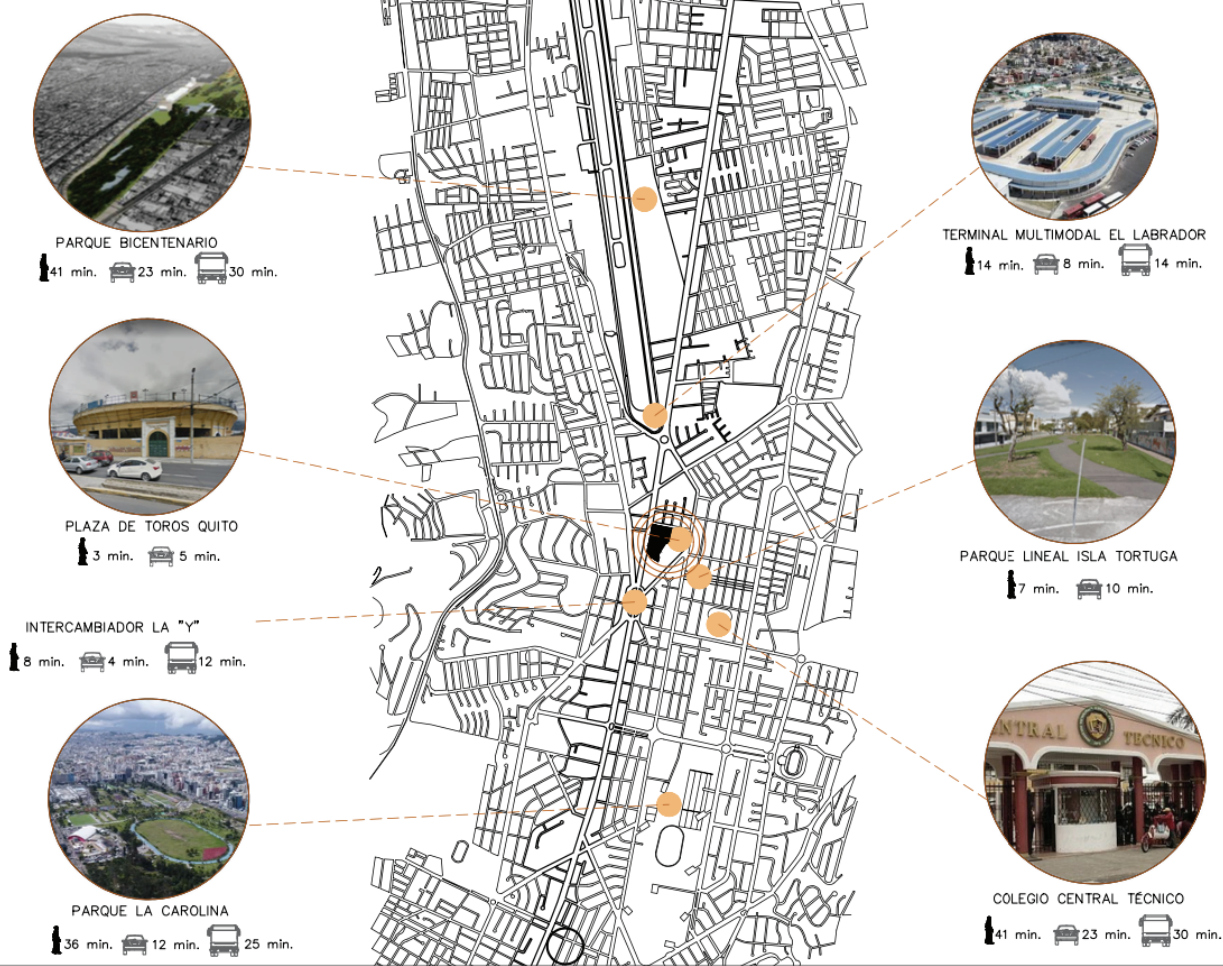 PARQUE BICENTENARIO
41 min. 23 min. 30 min.
PLAZA DE TOROS QUITO
3 min. 5 min.
INTERCAMBIADOR LA "Y"
8 min. 4 min. 12 min.
PARQUE LA CAROLINA
36 min. 12 min. 25 min.
TERMINAL MULTIMODAL EL LABRADOR
14 min. 8 min. 14 min.
PARQUE LINEAL ISLA TORTUGA
7 min. 10 min.
NTRAL TECNICO
COLEGIO CENTRAL TÉCNICO
41 min. 23 min. 30 min.